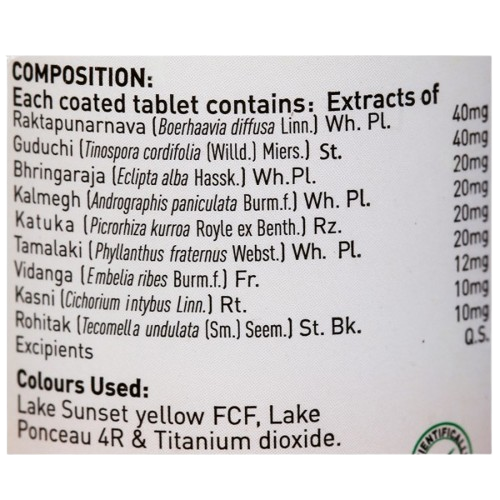 COMPOSITION:
Each coated tablet contains: Extracts of
Raktapunarnava (Boerhaavia diffusa Linn.) Wh. Pl. 40mg
Guduchi (Tinospora cordifolia (Willd.) Miers.) St. 40mg
Bhringaraja (Eclipta alba Hassk.) Wh.Pl. 20mg
Kalmegh (Andrographis paniculata Burm.f.) Wh. Pl. 20mg
Katuka (Picrorhiza kurroa Royle ex Benth.) Rz. 20mg
Tamalaki (Phyllanthus fraternus Webst.) Wh. Pl. 20mg
Vidanga (Embelia ribes Burm.f.) Fr. 12mg
Kasni (Cichorium intybus Linn.) Rt. 10mg
Rohitak (Tecomella undulata (Sm.) Seem.) St. Bk. 10mg
Excipients Q.S.
Colours Used:
Lake Sunset yellow FCF, Lake
Ponceau 4R & Titanium dioxide.